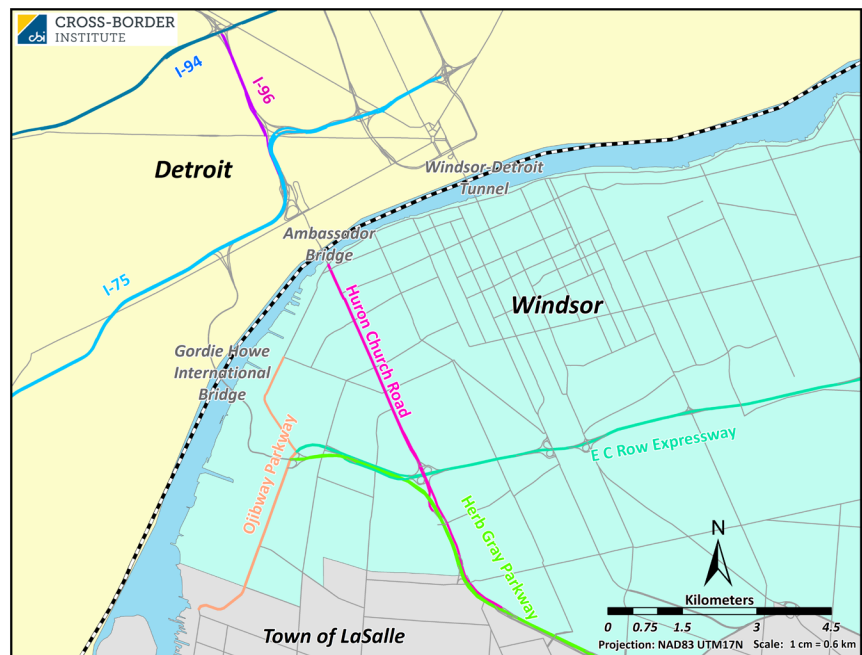 CROSS-BORDER
INSTITUTE
cbi
I-94
I-96
Detroit
Windsor-Detroit
Tunnel
Ambassador
Bridge
I-75
Huron Church Road
Windsor
Gordie Howe
International
Bridge
Ojibway Parkway
E C Row Expressway
Herb Gray Parkway
N
Kilometers
0 0.75 1.5 3 4.5
Town of LaSalle
Projection: NAD83 UTM17N Scale: 1 cm = 0.6 km